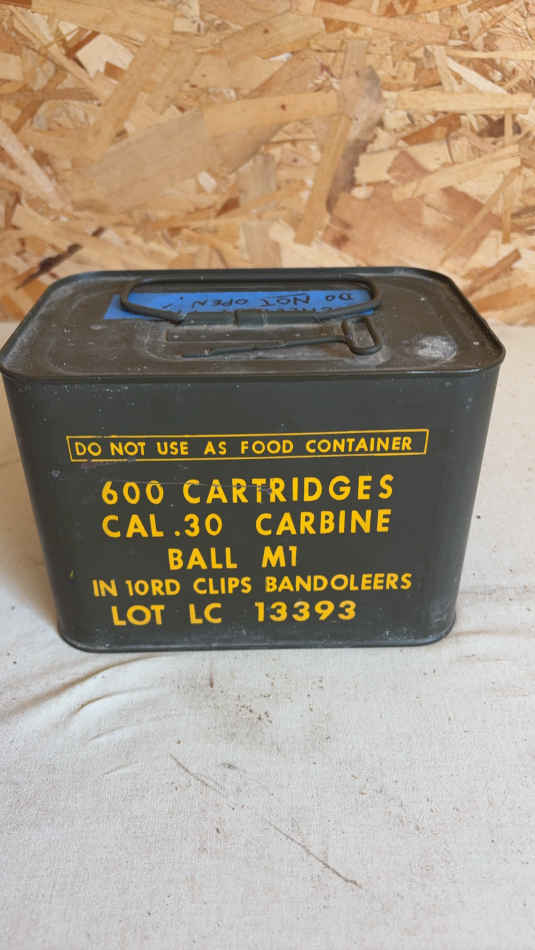 DO NOT OPEN!
DO NOT USE AS FOOD CONTAINER
600 CARTRIDGES
CAL .30 CARBINE
BALL M1
IN 10RD CLIPS BANDOLEERS
LOT LC 13393